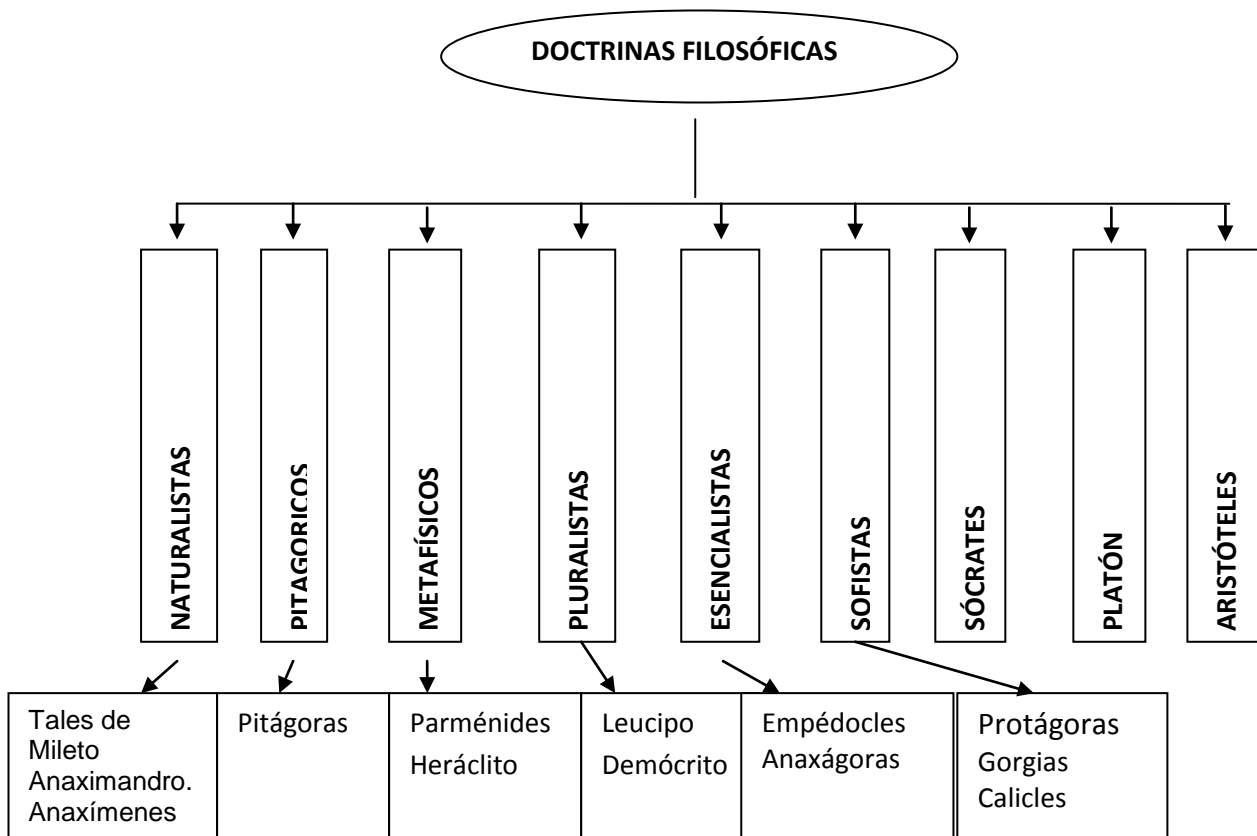 DOCTRINAS FILOSÓFICAS
NATURALISTAS
PITAGORICOS
METAFÍSICOS
PLURALISTAS
ESENCIALISTAS
SOFISTAS
SÓCRATES
PLATÓN
ARISTÓTELES
Tales de
Mileto
Anaximandro.
Anaxímenes
Pitágoras
Parménides
Heráclito
Leucipo
Demócrito
Empédocles
Anaxágoras
Protágoras
Gorgias
Calicles